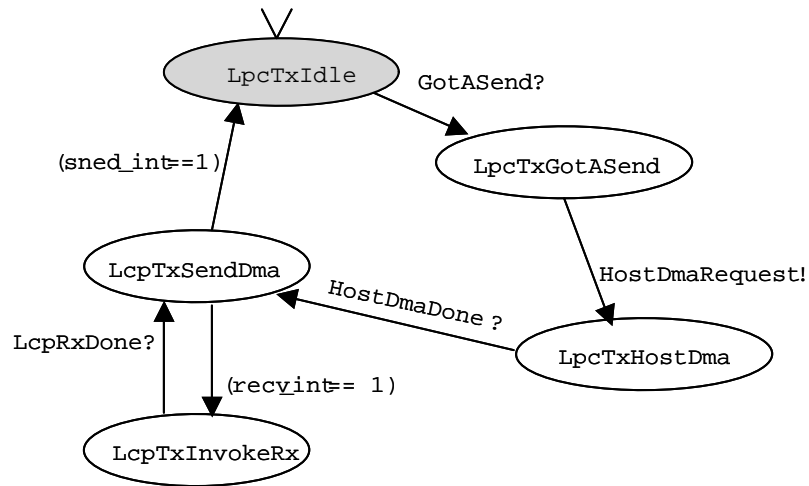 LpcTxIdle
GotASend?
(sned_int==1)
LpcTxGotASend
LcpTxSendDma
HostDmaRequest!
HostDmaDone ?
LcpRxDone?
LpcTxHostDma
(recv_int== 1)
LcpTxInvokeRx